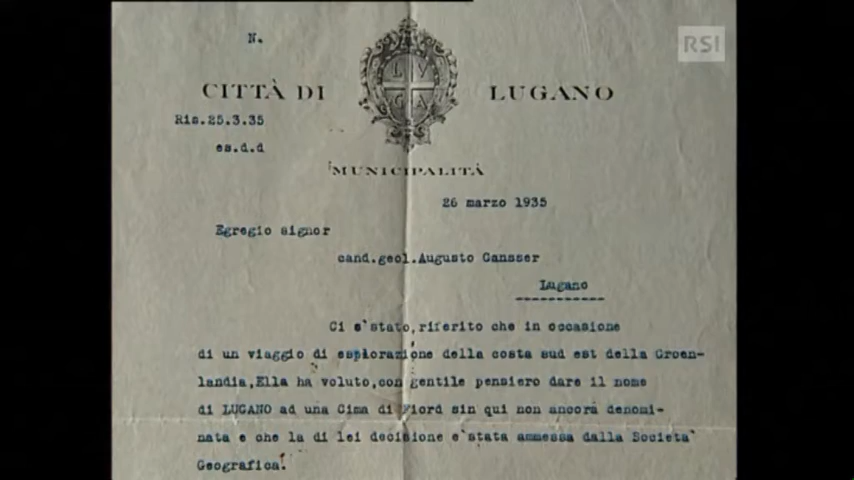 RSI
N.
CITTÀ DI LUGANO
LVGA
Ris.25.3.35
es.d.d
MUNICIPALITÀ
26 marzo 1935
Egregio signor
cand.geol.Augusto Gansser
Lugano
Ci e`stato,riferito che in occasione
di un viaggio di esplorazione della costa sud est della Groen-
landia,Ella ha voluto,con gentile pensiero dare il nome
di LUGANO ad una Cima di Fiord sin qui non ancora denomi-
nata e che la di lei decisione e`stata ammessa dalla Societa`
Geografica.